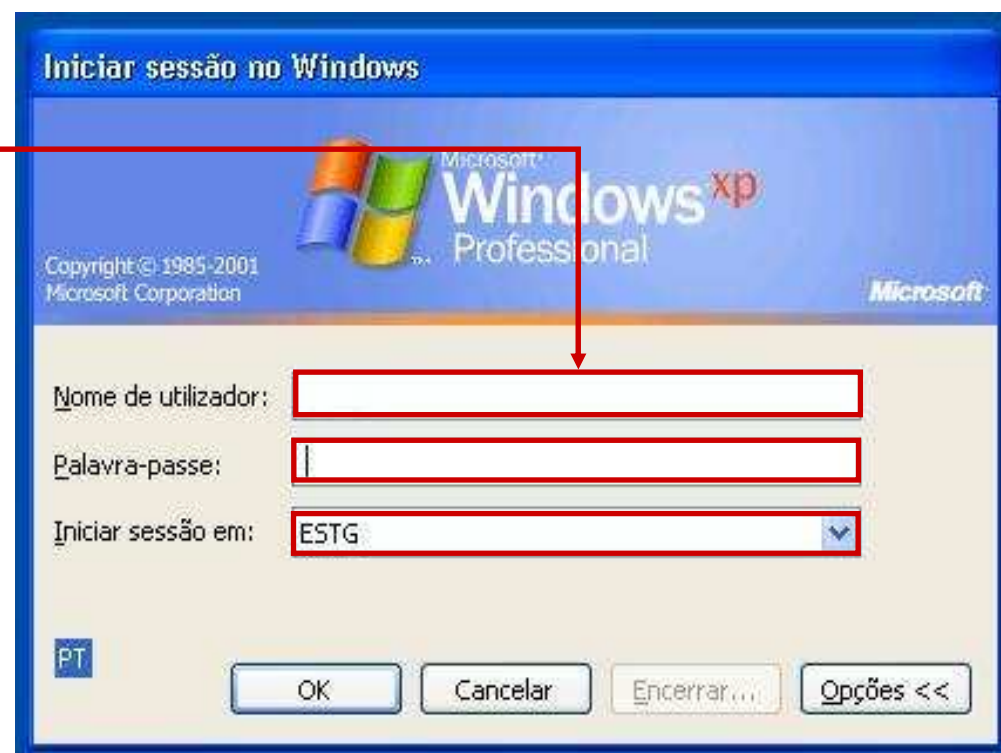 Iniciar sessão no Windows
Microsoft®
Windows xp
Professional
Copyright © 1985-2001
Microsoft Corporation
Microsoft
Nome de utilizador:
Palavra-passe:
Iniciar sessão em: ESTG
PT
OK Cancelar Encerrar... Opções <<